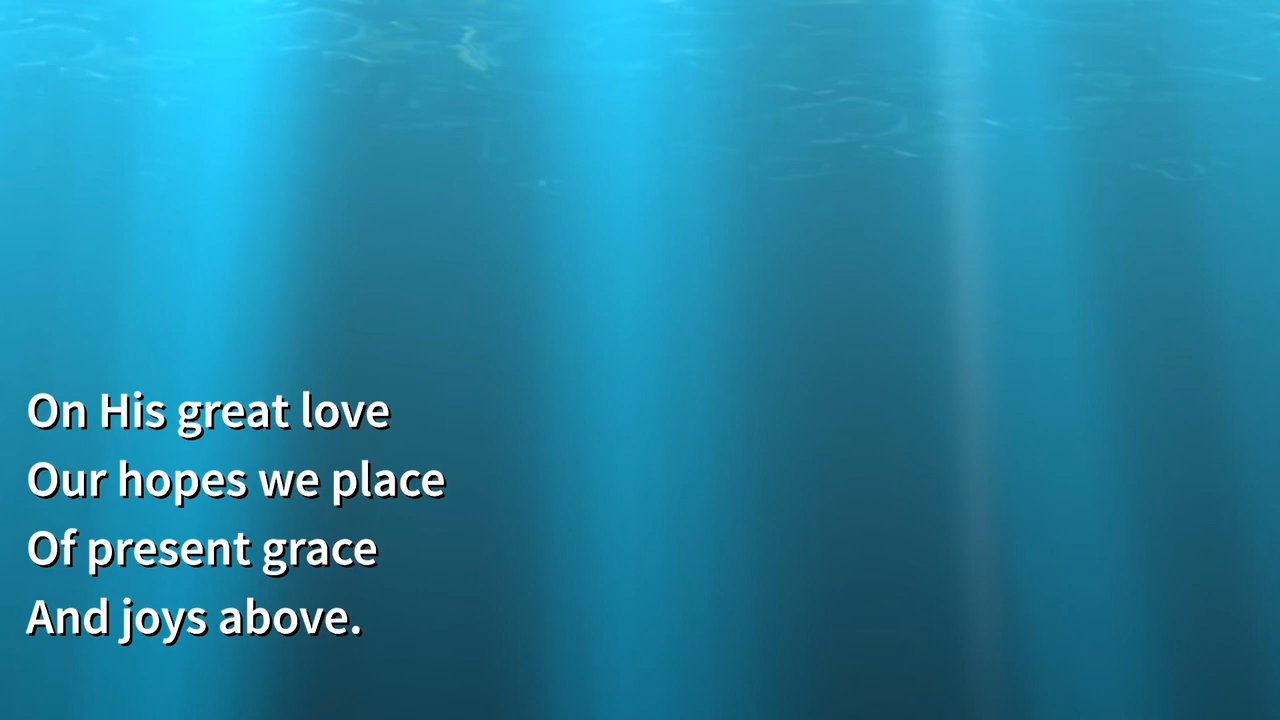 On His great love
Our hopes we place
Of present grace
And joys above.